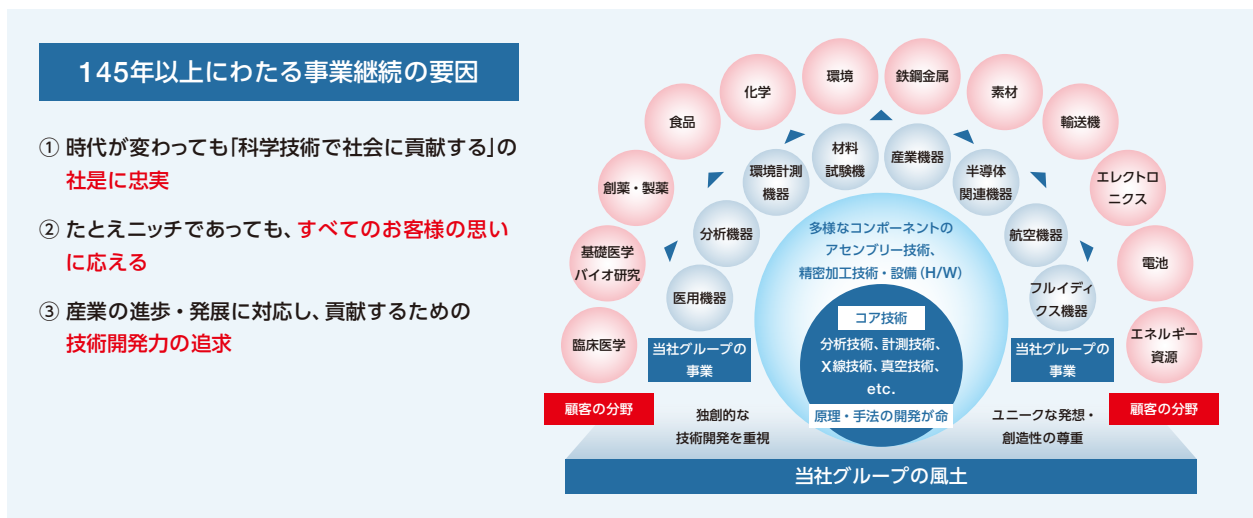 145年以上にわたる事業継続の要因
① 時代が変わっても「科学技術で社会に貢献する」の
社是に忠実
② たとえニッチであっても、すべてのお客様の思い
に応える
③ 産業の進歩・発展に対応し、貢献するための
技術開発力の追求
臨床医学
基礎医学
バイオ研究
創薬・製薬
食品
化学
環境
鉄鋼金属
素材
輸送機
エレクトロ
ニクス
電池
エネルギー
資源
医用機器
分析機器
環境計測
機器
材料
試験機
産業機器
半導体
関連機器
航空機器
フルイディ
クス機器
多様なコンポーネントの
アセンブリー技術、
精密加工技術・設備（H/W）
コア技術
分析技術、計測技術、
X線技術、真空技術、
etc.
原理・手法の開発が命
当社グループの
事業
当社グループの
事業
顧客の分野
顧客の分野
独創的な
技術開発を重視
ユニークな発想・
創造性の尊重
当社グループの風土